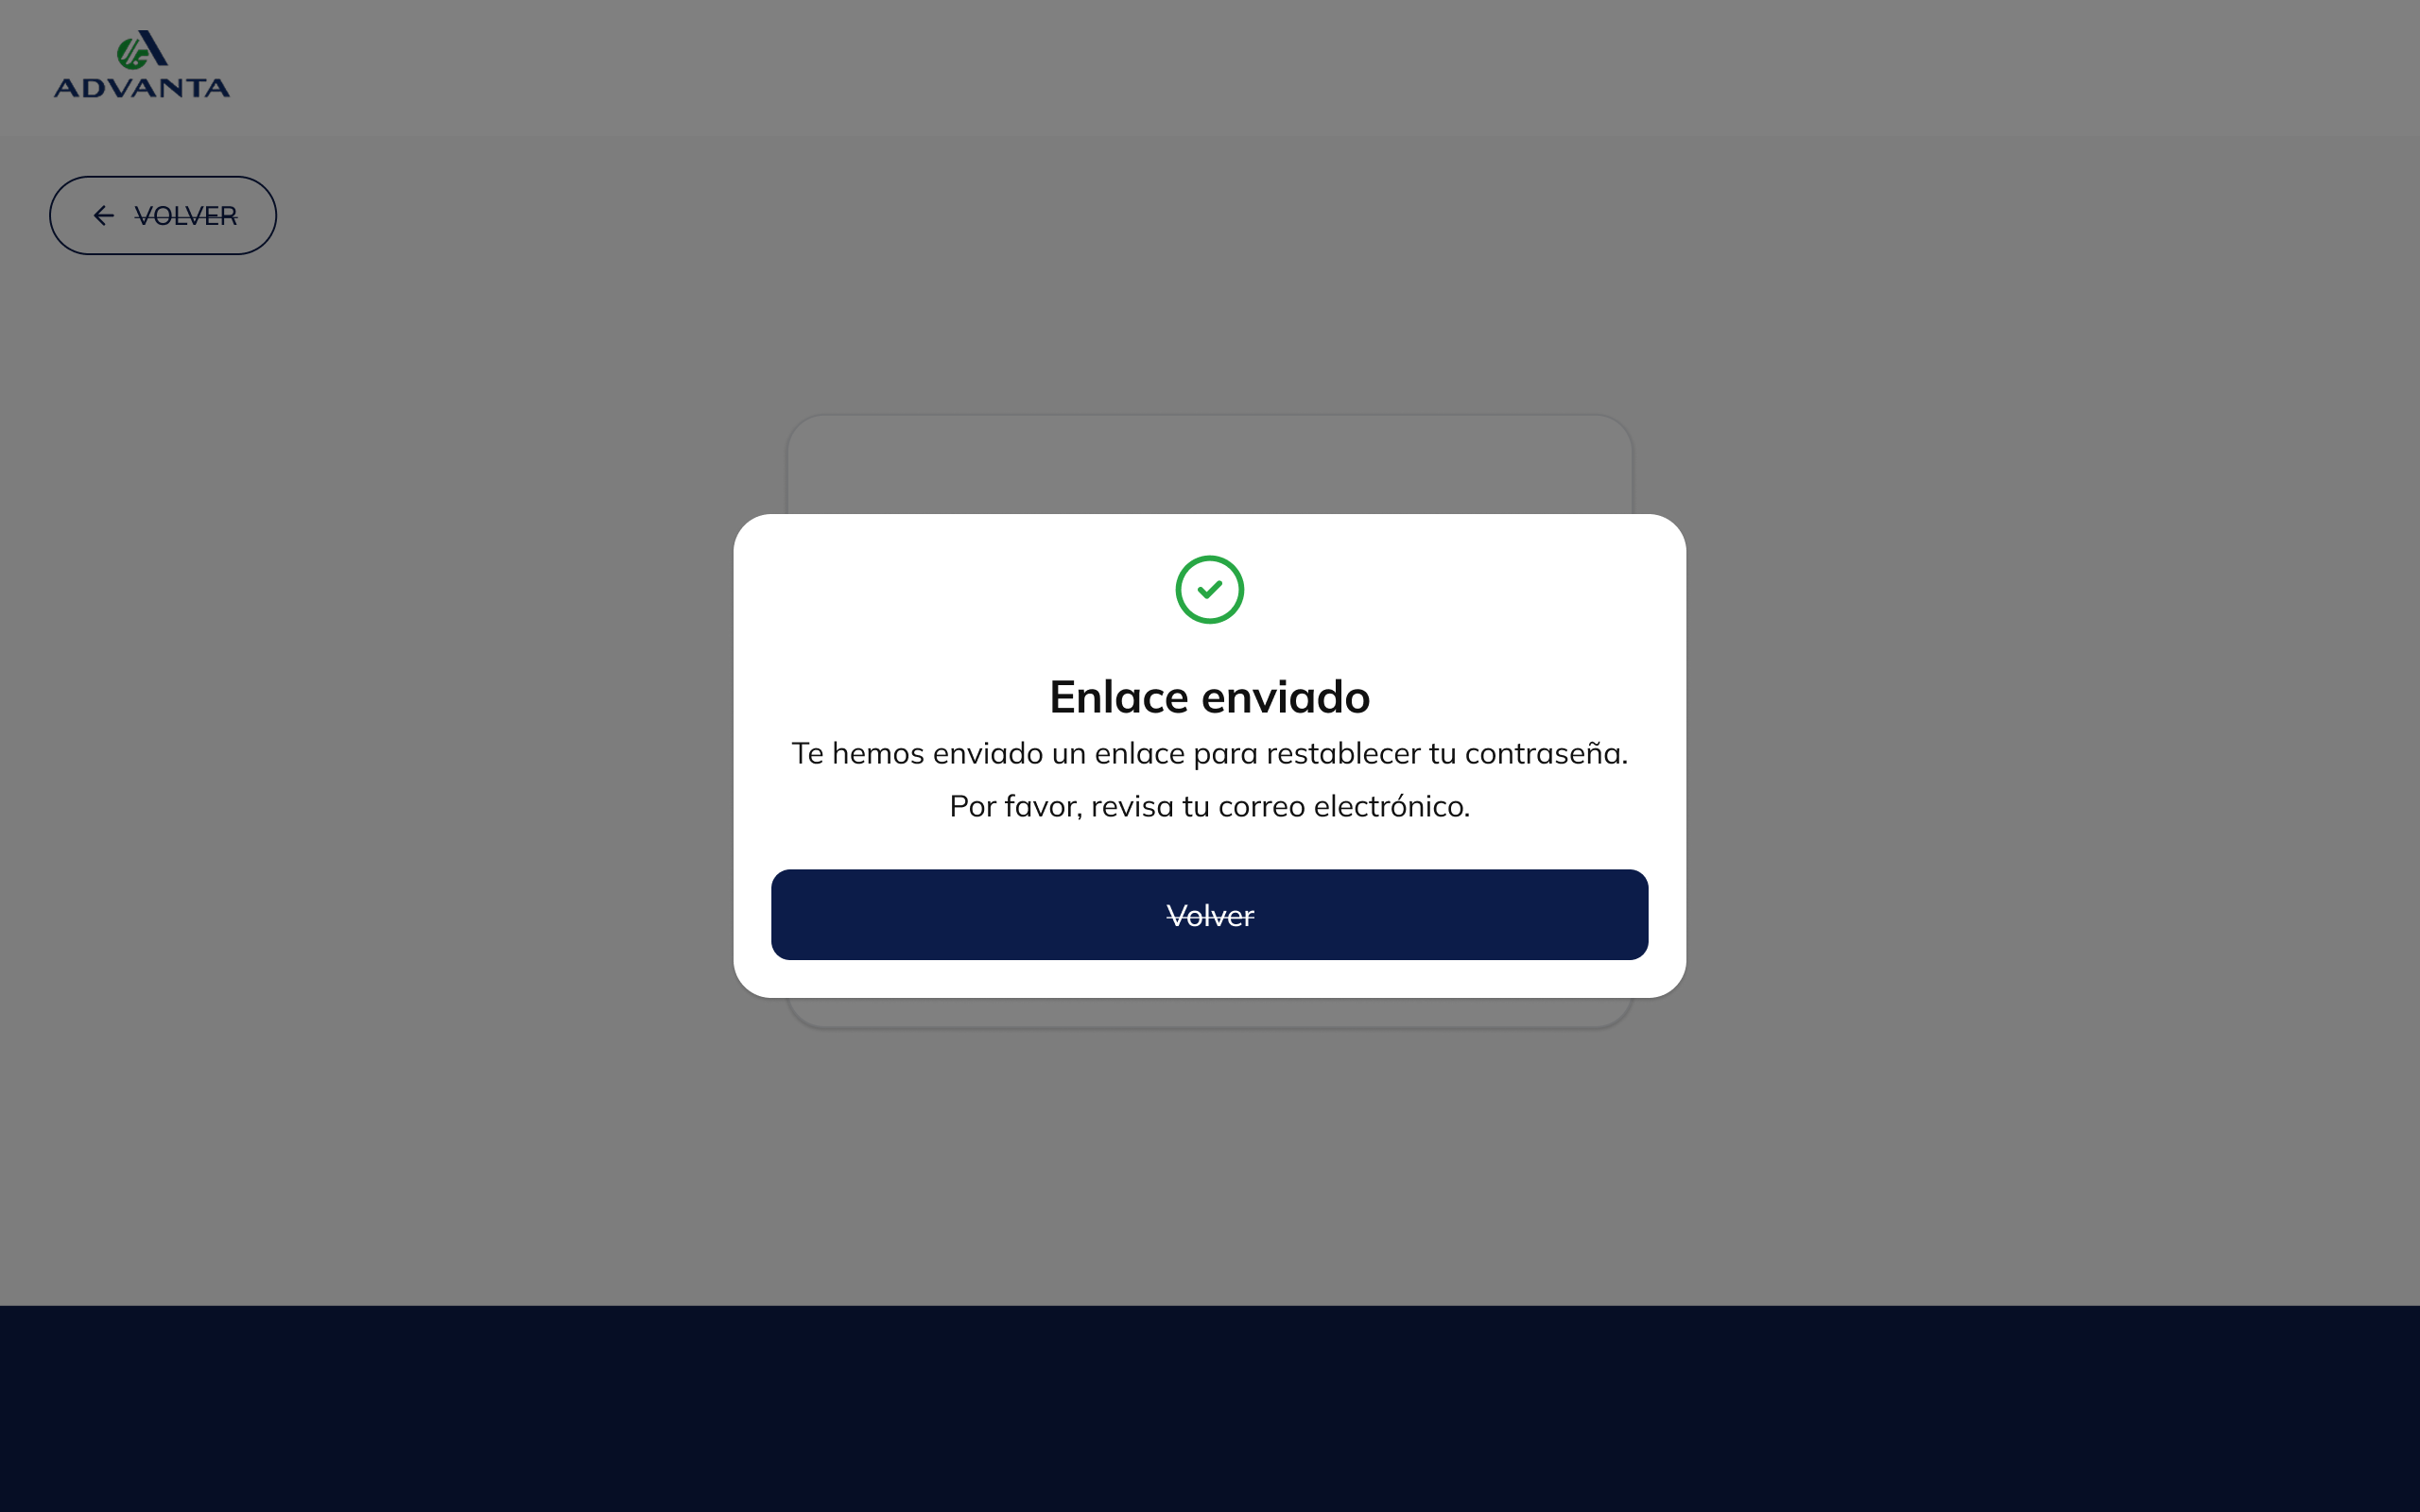 ADVANTA
VOLVER
Enlace enviado
Te hemos enviado un enlace para restablecer tu contraseña.
Por favor, revisa tu correo electrónico.
Volver